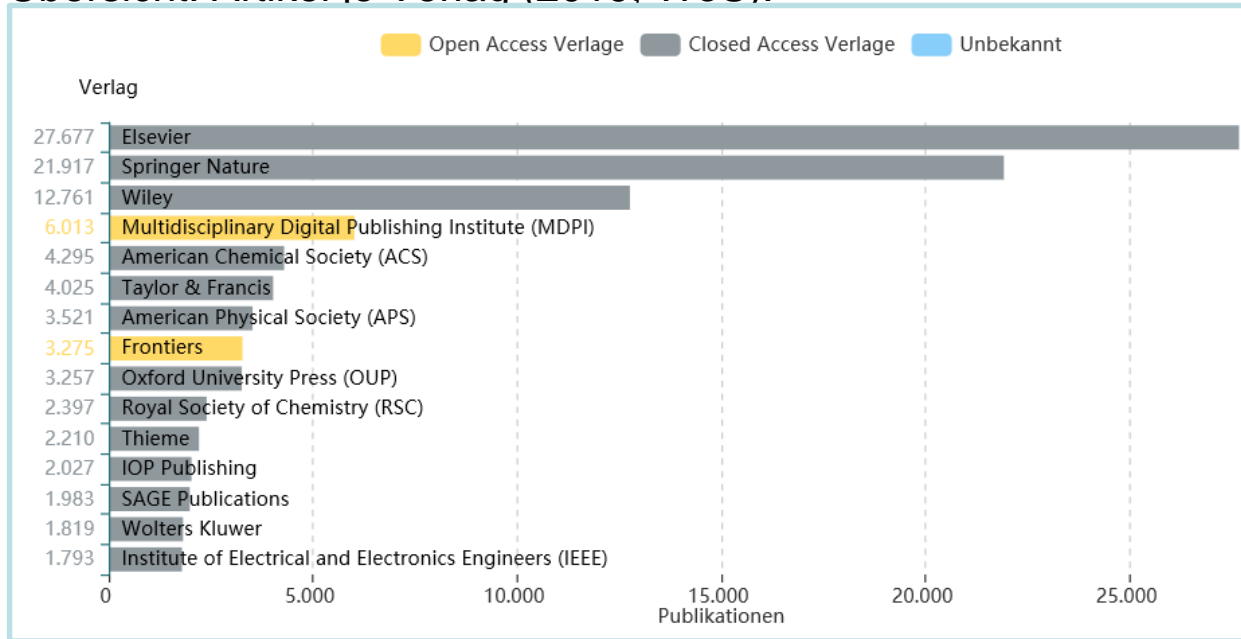 Open Access Verlage Closed Access Verlage Unbekannt
Verlag
27.677 Elsevier
21.917 Springer Nature
12.761 Wiley
6.013 Multidisciplinary Digital Publishing Institute (MDPI)
4.295 American Chemical Society (ACS)
4.025 Taylor & Francis
3.521 American Physical Society (APS)
3.275 Frontiers
3.257 Oxford University Press (OUP)
2.397 Royal Society of Chemistry (RSC)
2.210 Thieme
2.027 IOP Publishing
1.983 SAGE Publications
1.819 Wolters Kluwer
1.793 Institute of Electrical and Electronics Engineers (IEEE)
0 5.000 10.000 15.000 20.000 25.000
Publikationen